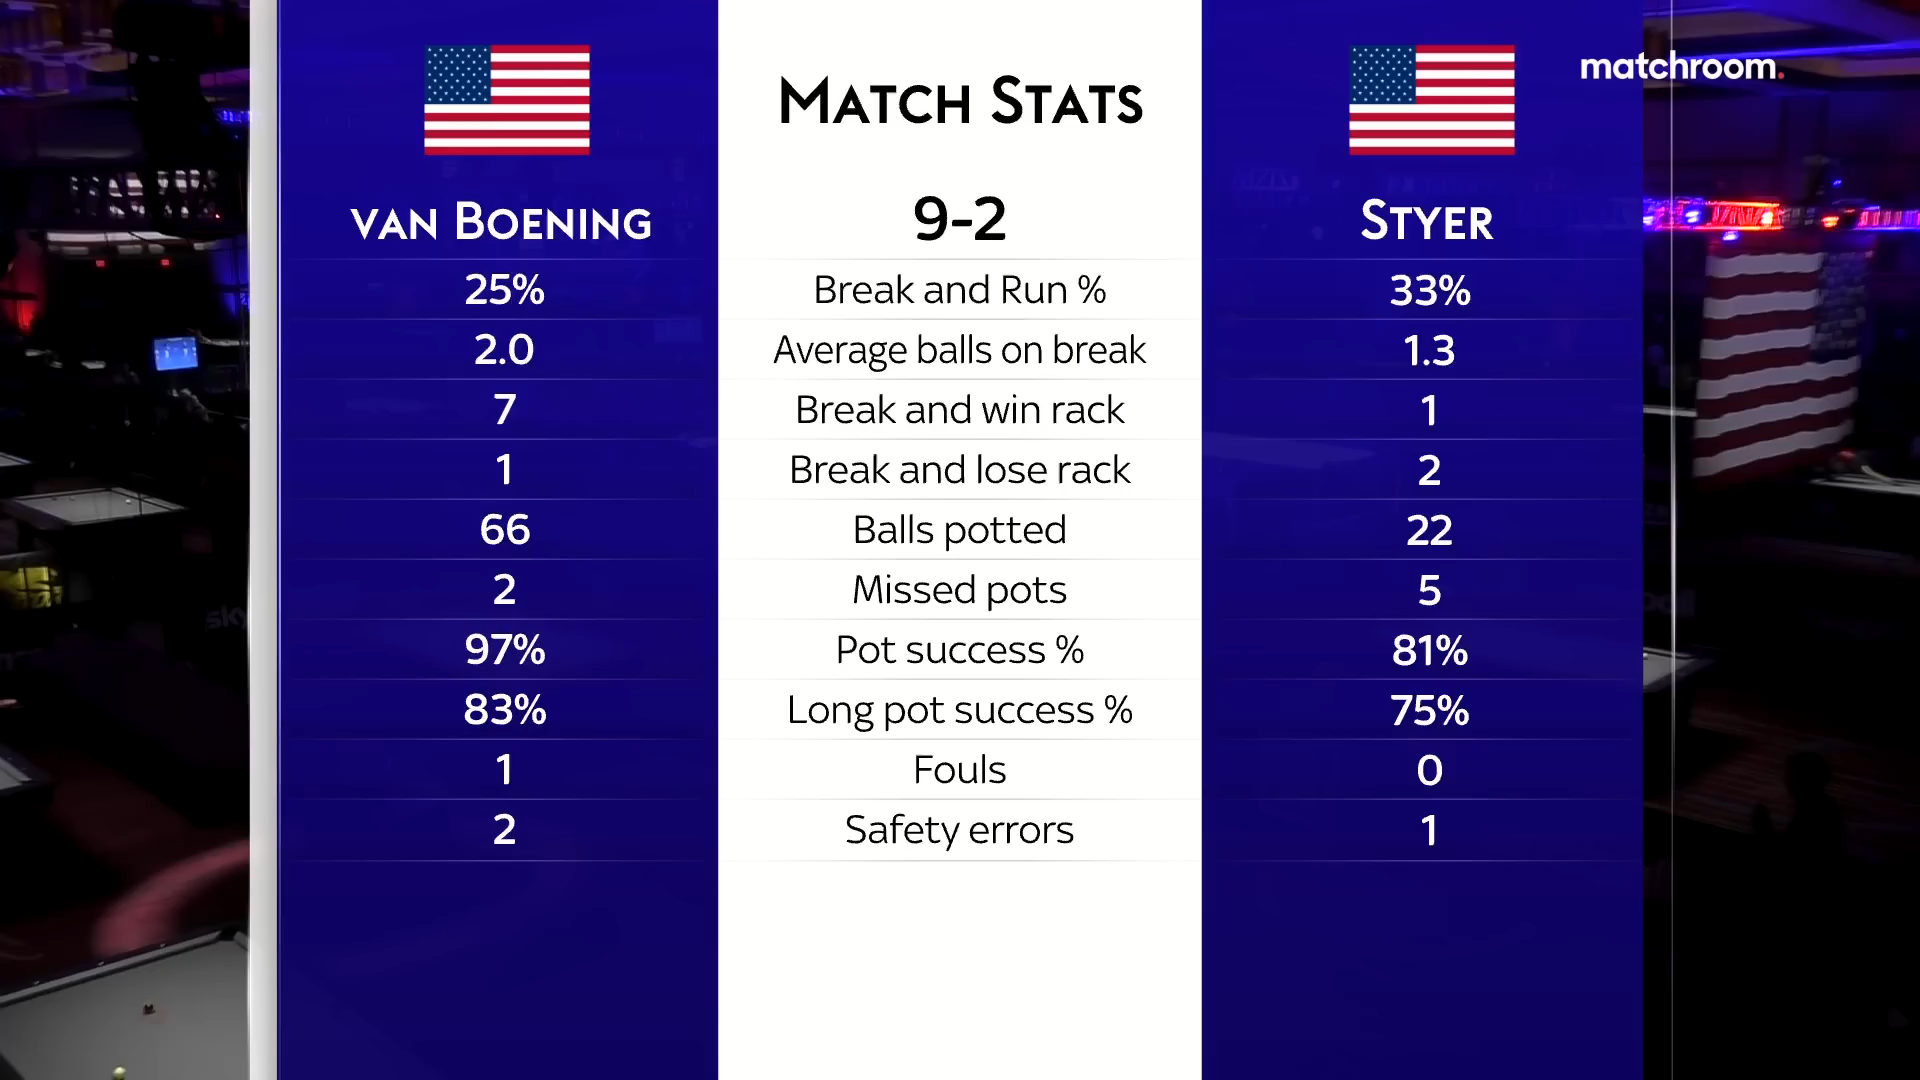 matchroom.
MATCH STATS
VAN BOENING 9-2 STYER
25% Break and Run % 33%
2.0 Average balls on break 1.3
7 Break and win rack 1
1 Break and lose rack 2
66 Balls potted 22
2 Missed pots 5
97% Pot success % 81%
83% Long pot success % 75%
1 Fouls 0
2 Safety errors 1
sky